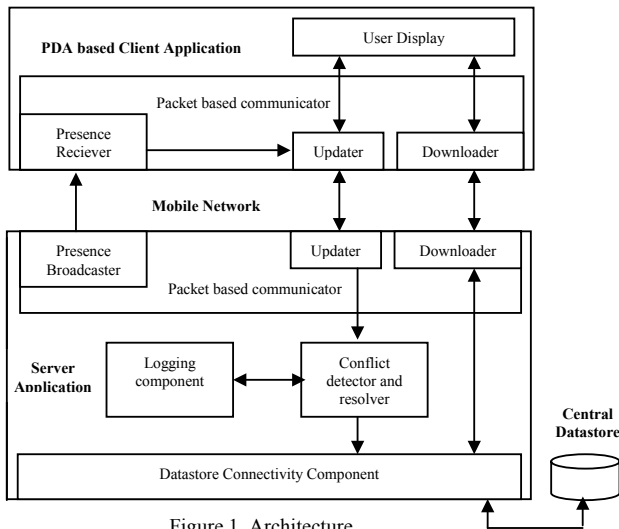 PDA based Client Application
User Display
Packet based communicator
Presence
Reciever
Updater
Downloader
Mobile Network
Presence
Broadcaster
Updater
Downloader
Packet based communicator
Server
Application
Logging
component
Conflict
detector and
resolver
Central
Datastore
Datastore Connectivity Component
Figure 1. Architecture